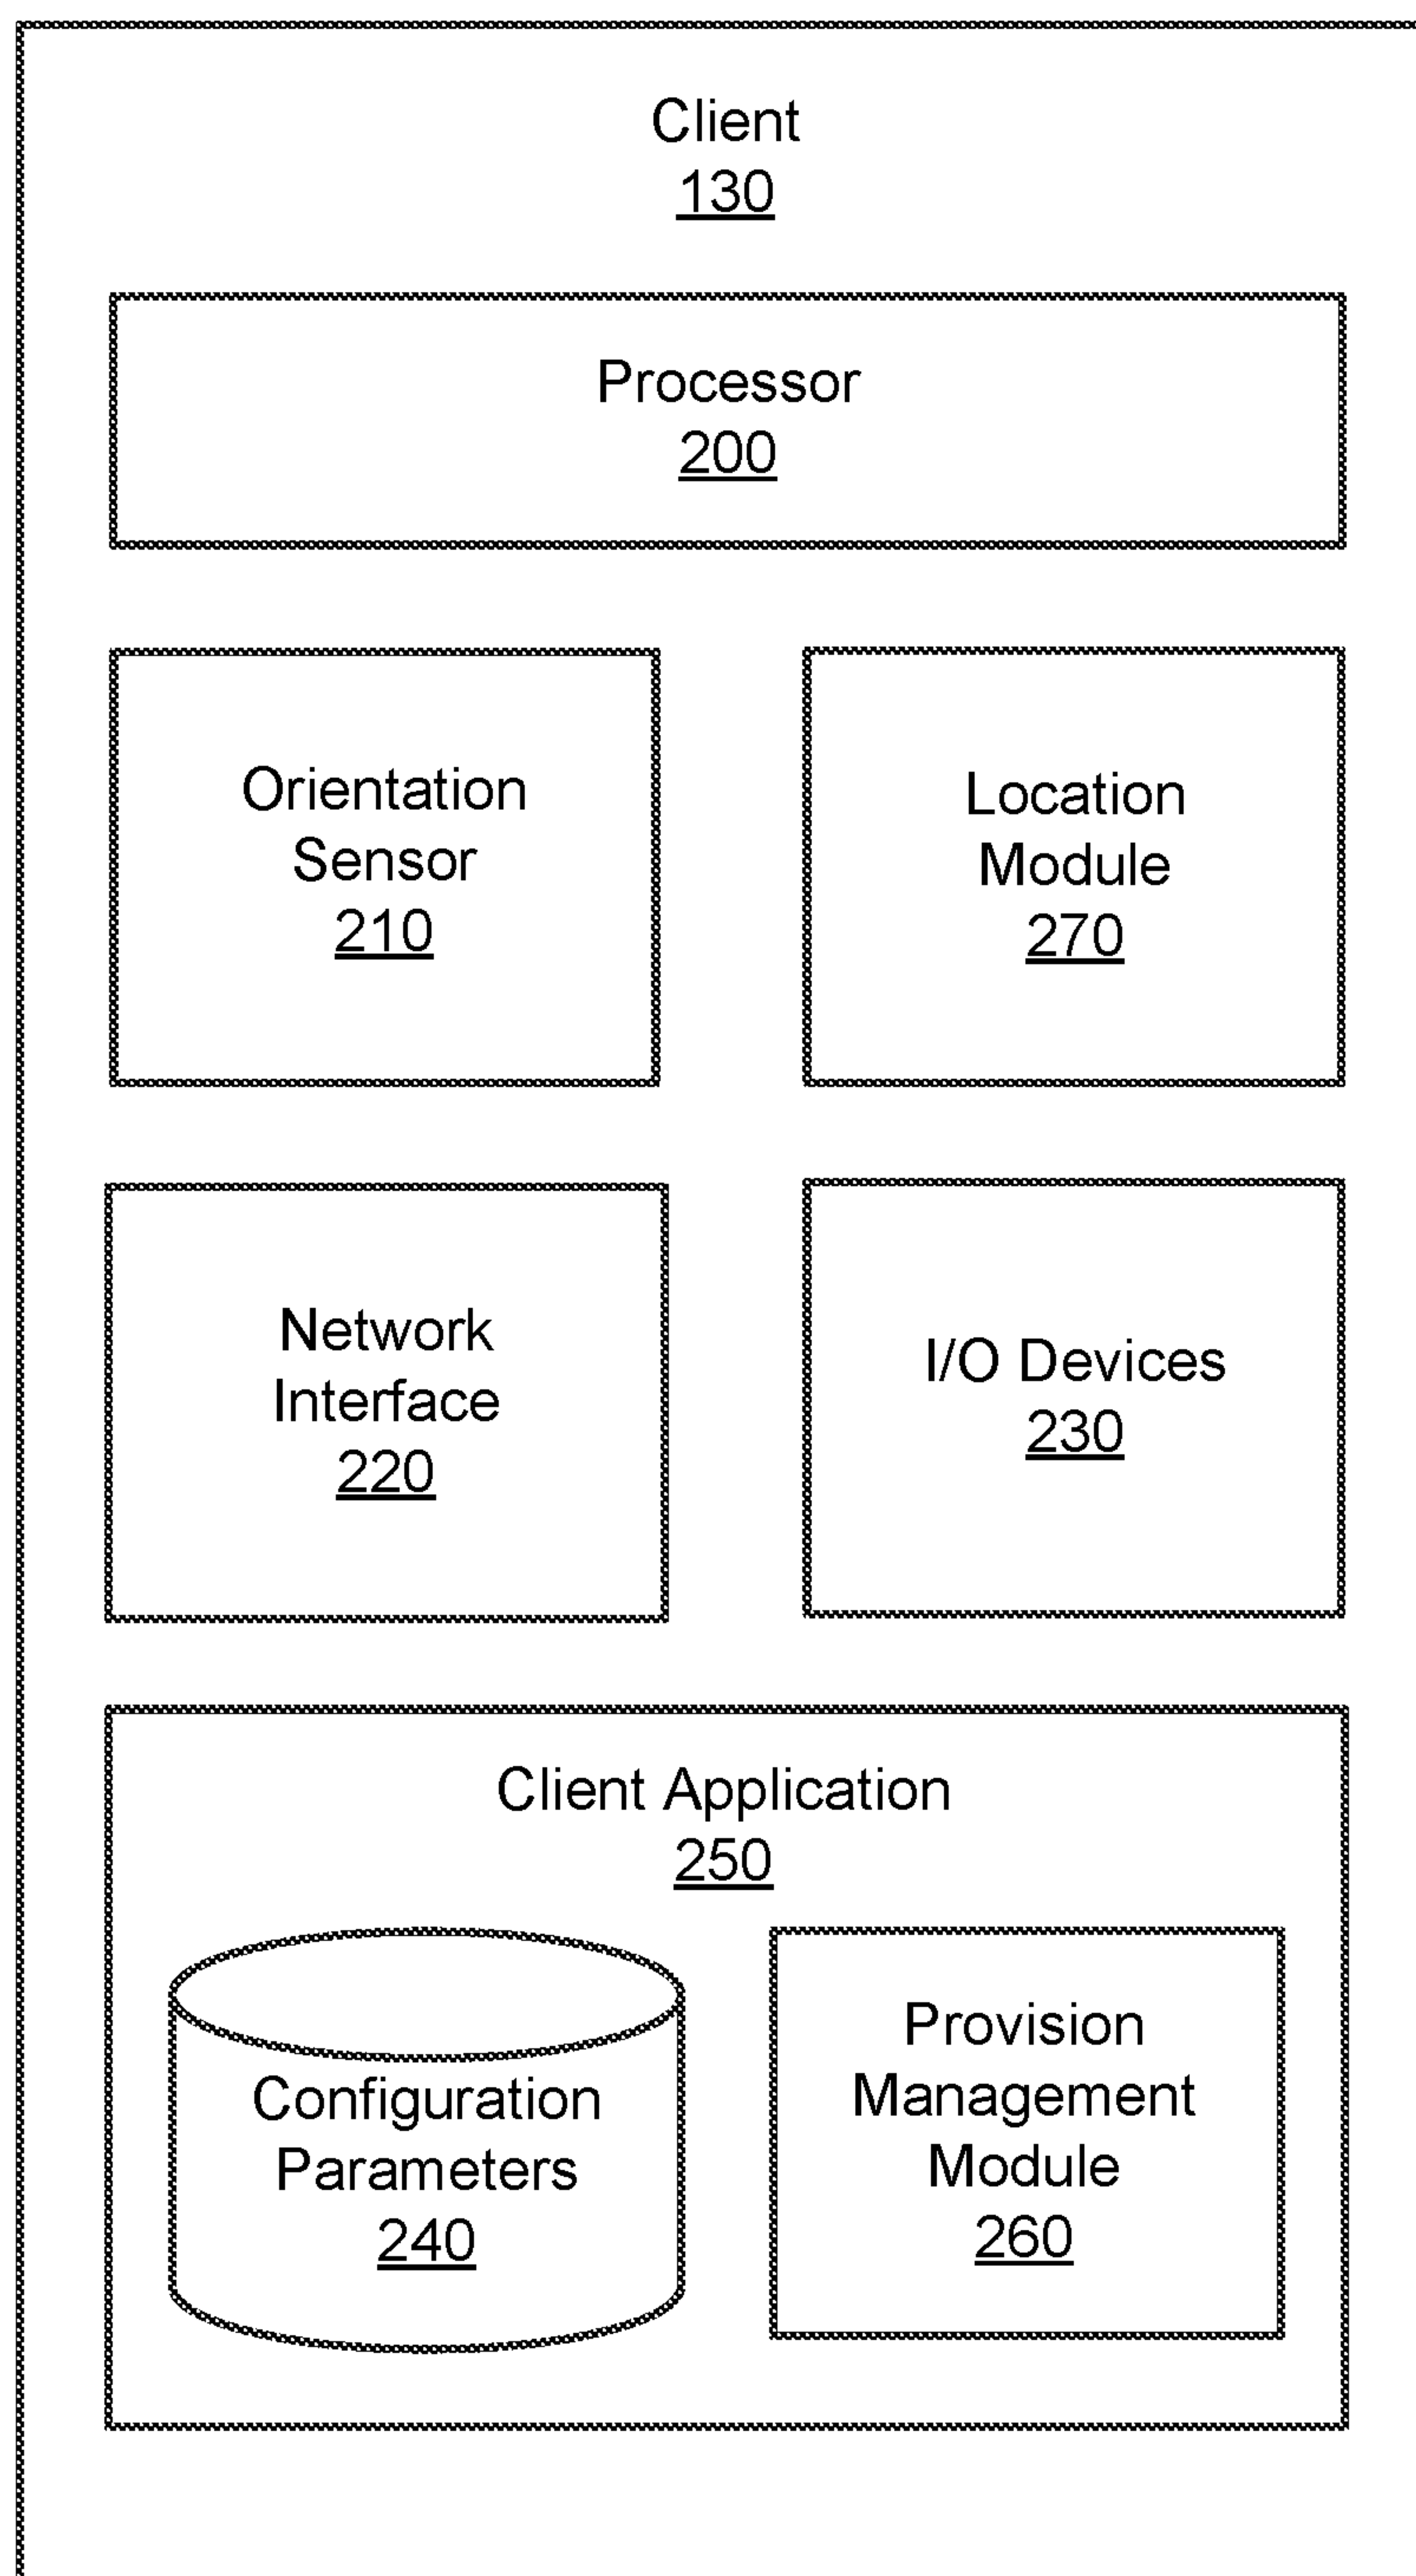 Client
130
Processor
200
Orientation
Sensor
210
Location
Module
270
Network
Interface
220
I/O Devices
230
Client Application
250
Configuration
Parameters
240
Provision
Management
Module
260